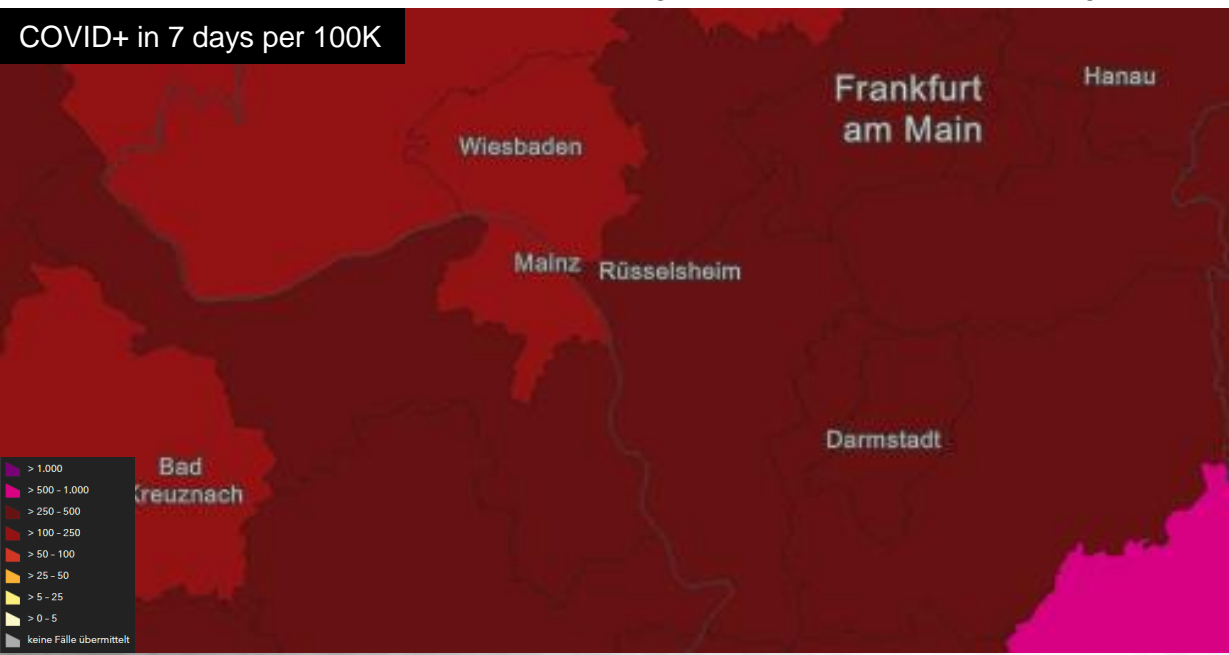 COVID+ in 7 days per 100K
Frankfurt
am Main
Hanau
Wiesbaden
Mainz
Rüsselsheim
Darmstadt
Bad
Kreuznach
> 1.000
> 500 – 1.000
> 250 – 500
> 100 – 250
> 50 – 100
> 25 – 50
> 5 – 25
> 0 – 5
keine Fälle übermittelt